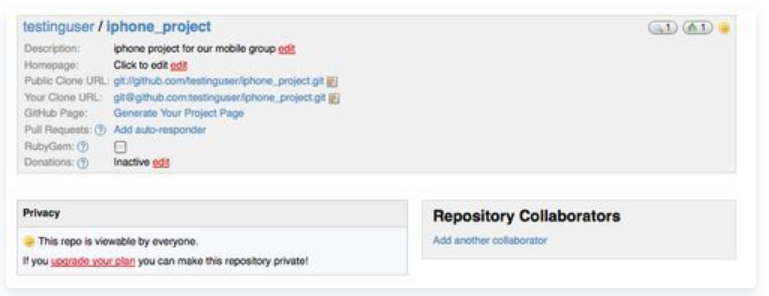 testinguser / iphone_project
1 1
Description: iphone project for our mobile group edit
Homepage: Click to edit edit
Public Clone URL: git://github.com/testinguser/iphone_project.git
Your Clone URL: git@github.com:testinguser/iphone_project.git
GitHub Page: Generate Your Project Page
Pull Requests: (?) Add auto-responder
RubyGem: (?)
Donations: (?) Inactive edit
Privacy
This repo is viewable by everyone.
If you upgrade your plan you can make this repository private!
Repository Collaborators
Add another collaborator